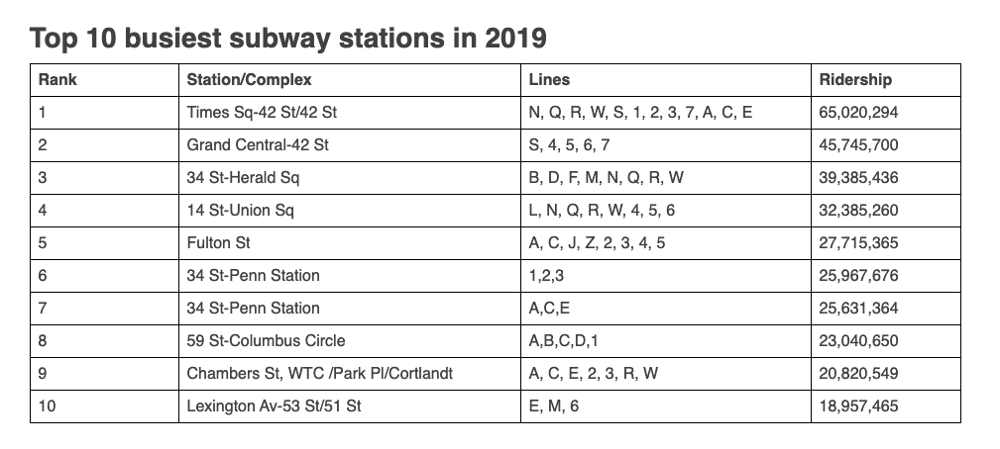 Top 10 busiest subway stations in 2019
Rank Station/Complex Lines Ridership
1 Times Sq-42 St/42 St N, Q, R, W, S, 1, 2, 3, 7, A, C, E 65,020,294
2 Grand Central-42 St S, 4, 5, 6, 7 45,745,700
3 34 St-Herald Sq B, D, F, M, N, Q, R, W 39,385,436
4 14 St-Union Sq L, N, Q, R, W, 4, 5, 6 32,385,260
5 Fulton St A, C, J, Z, 2, 3, 4, 5 27,715,365
6 34 St-Penn Station 1,2,3 25,967,676
7 34 St-Penn Station A,C,E 25,631,364
8 59 St-Columbus Circle A,B,C,D,1 23,040,650
9 Chambers St, WTC /Park Pl/Cortlandt A, C, E, 2, 3, R, W 20,820,549
10 Lexington Av-53 St/51 St E, M, 6 18,957,465